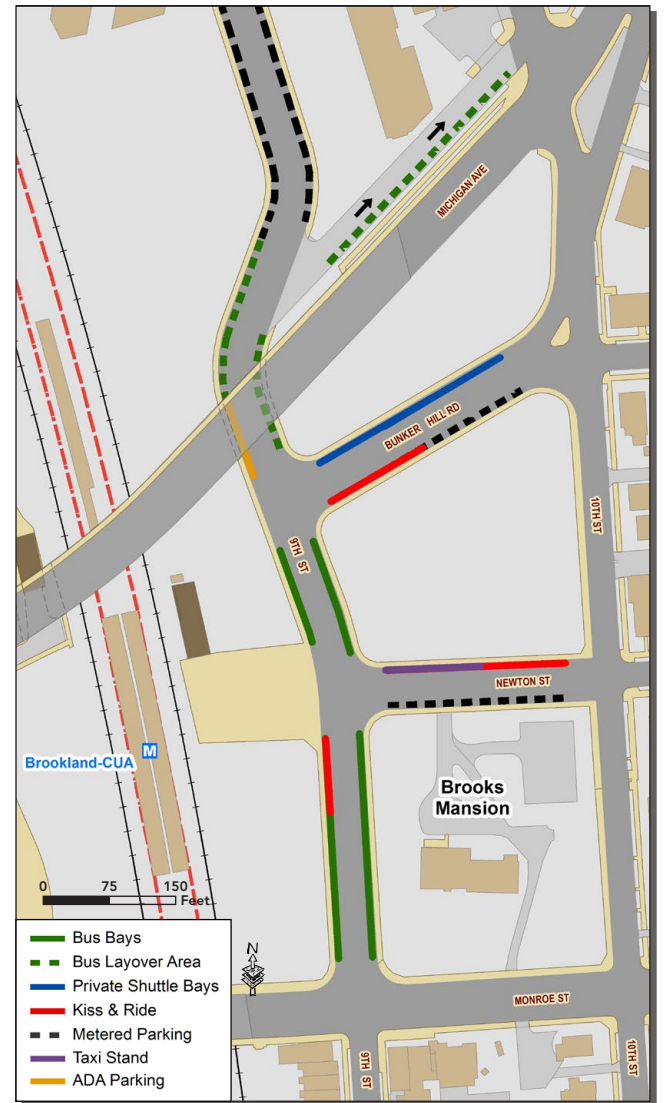 MICHIGAN AVE
BUNKER HILL RD
10TH ST
9TH ST
NEWTON ST
M
Brookland-CUA
Brooks
Mansion
0 75 150
Feet
Bus Bays
Bus Layover Area
Private Shuttle Bays
Kiss & Ride
Metered Parking
Taxi Stand
ADA Parking
N
MONROE ST
9TH ST
10TH ST